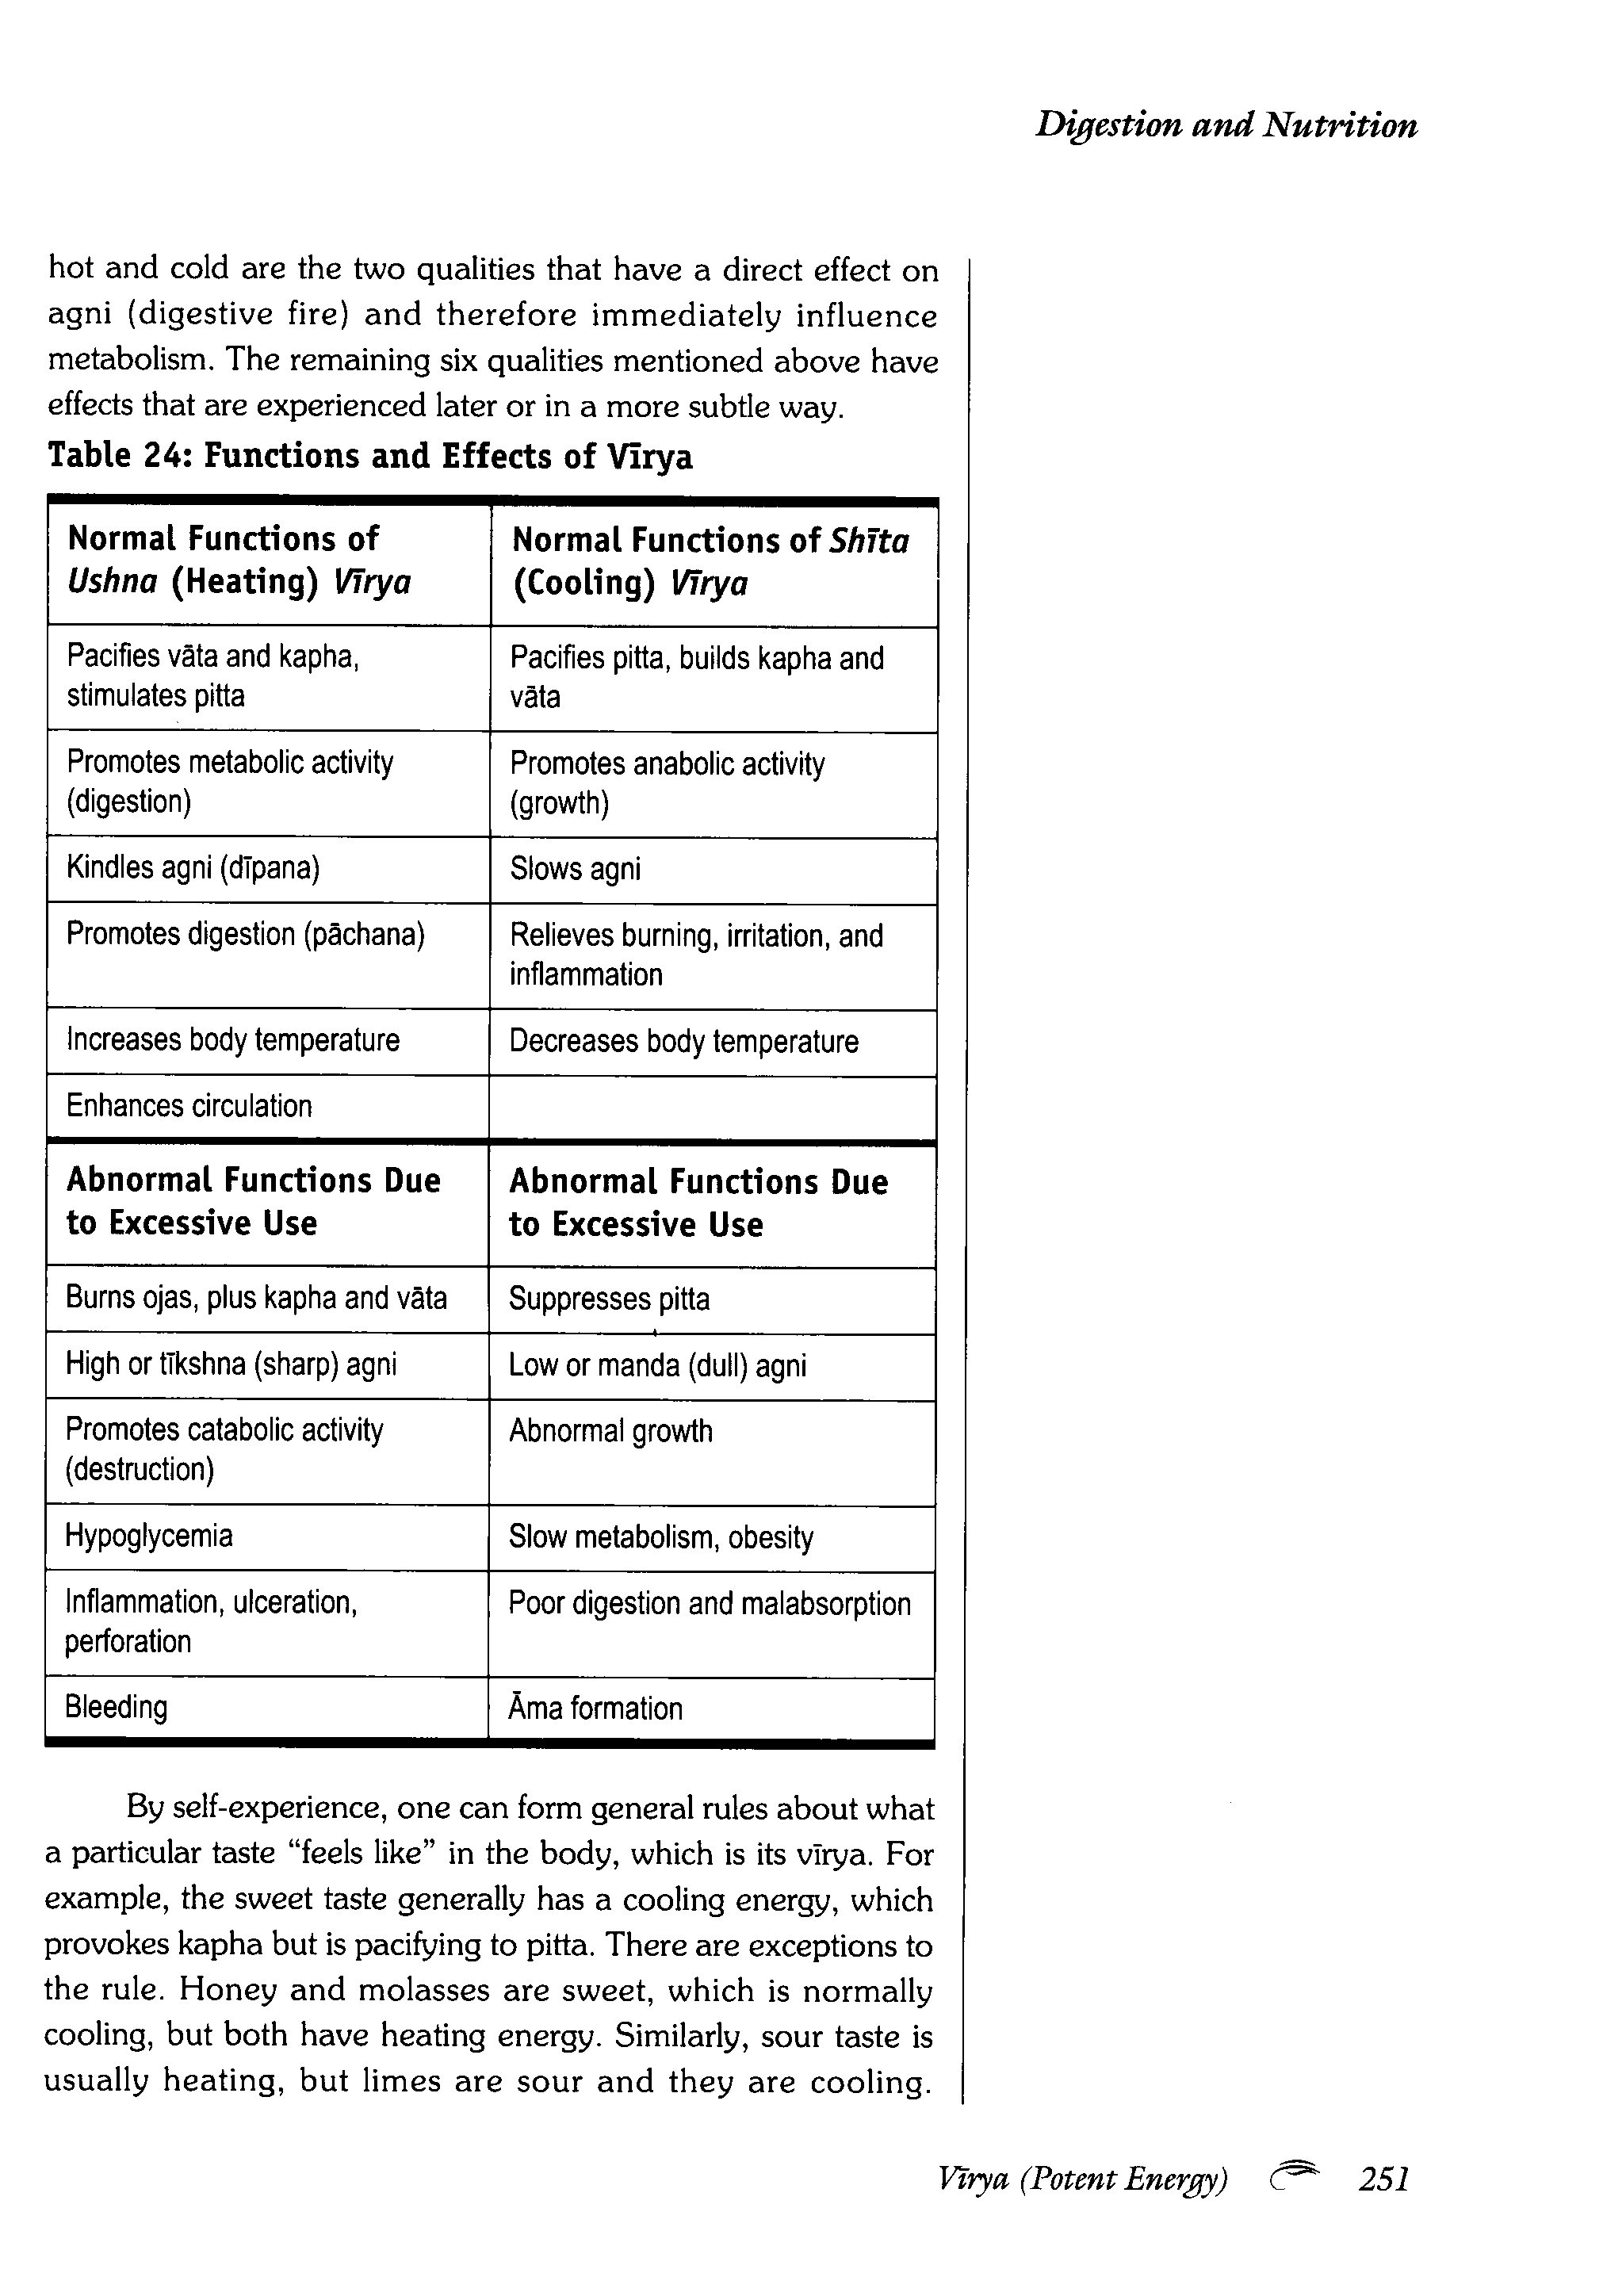 Digestion and Nutrition
hot and cold are the two qualities that have a direct effect on
agni (digestive fire) and therefore immediately influence
metabolism. The remaining six qualities mentioned above have
effects that are experienced later or in a more subtle way.
Table 24: Functions and Effects of Vīrya
Normal Functions of
Ushna (Heating) Vīrya
Normal Functions of Shīta
(Cooling) Vīrya
Pacifies vāta and kapha,
stimulates pitta
Pacifies pitta, builds kapha and
vāta
Promotes metabolic activity
(digestion)
Promotes anabolic activity
(growth)
Kindles agni (dīpana)
Slows agni
Promotes digestion (pāchana)
Relieves burning, irritation, and
inflammation
Increases body temperature
Decreases body temperature
Enhances circulation
Abnormal Functions Due
to Excessive Use
Abnormal Functions Due
to Excessive Use
Burns ojas, plus kapha and vāta
Suppresses pitta
High or tīkshna (sharp) agni
Low or manda (dull) agni
Promotes catabolic activity
(destruction)
Abnormal growth
Hypoglycemia
Slow metabolism, obesity
Inflammation, ulceration,
perforation
Poor digestion and malabsorption
Bleeding
Āma formation
By self-experience, one can form general rules about what
a particular taste “feels like” in the body, which is its vīrya. For
example, the sweet taste generally has a cooling energy, which
provokes kapha but is pacifying to pitta. There are exceptions to
the rule. Honey and molasses are sweet, which is normally
cooling, but both have heating energy. Similarly, sour taste is
usually heating, but limes are sour and they are cooling.
Vīrya (Potent Energy) 251